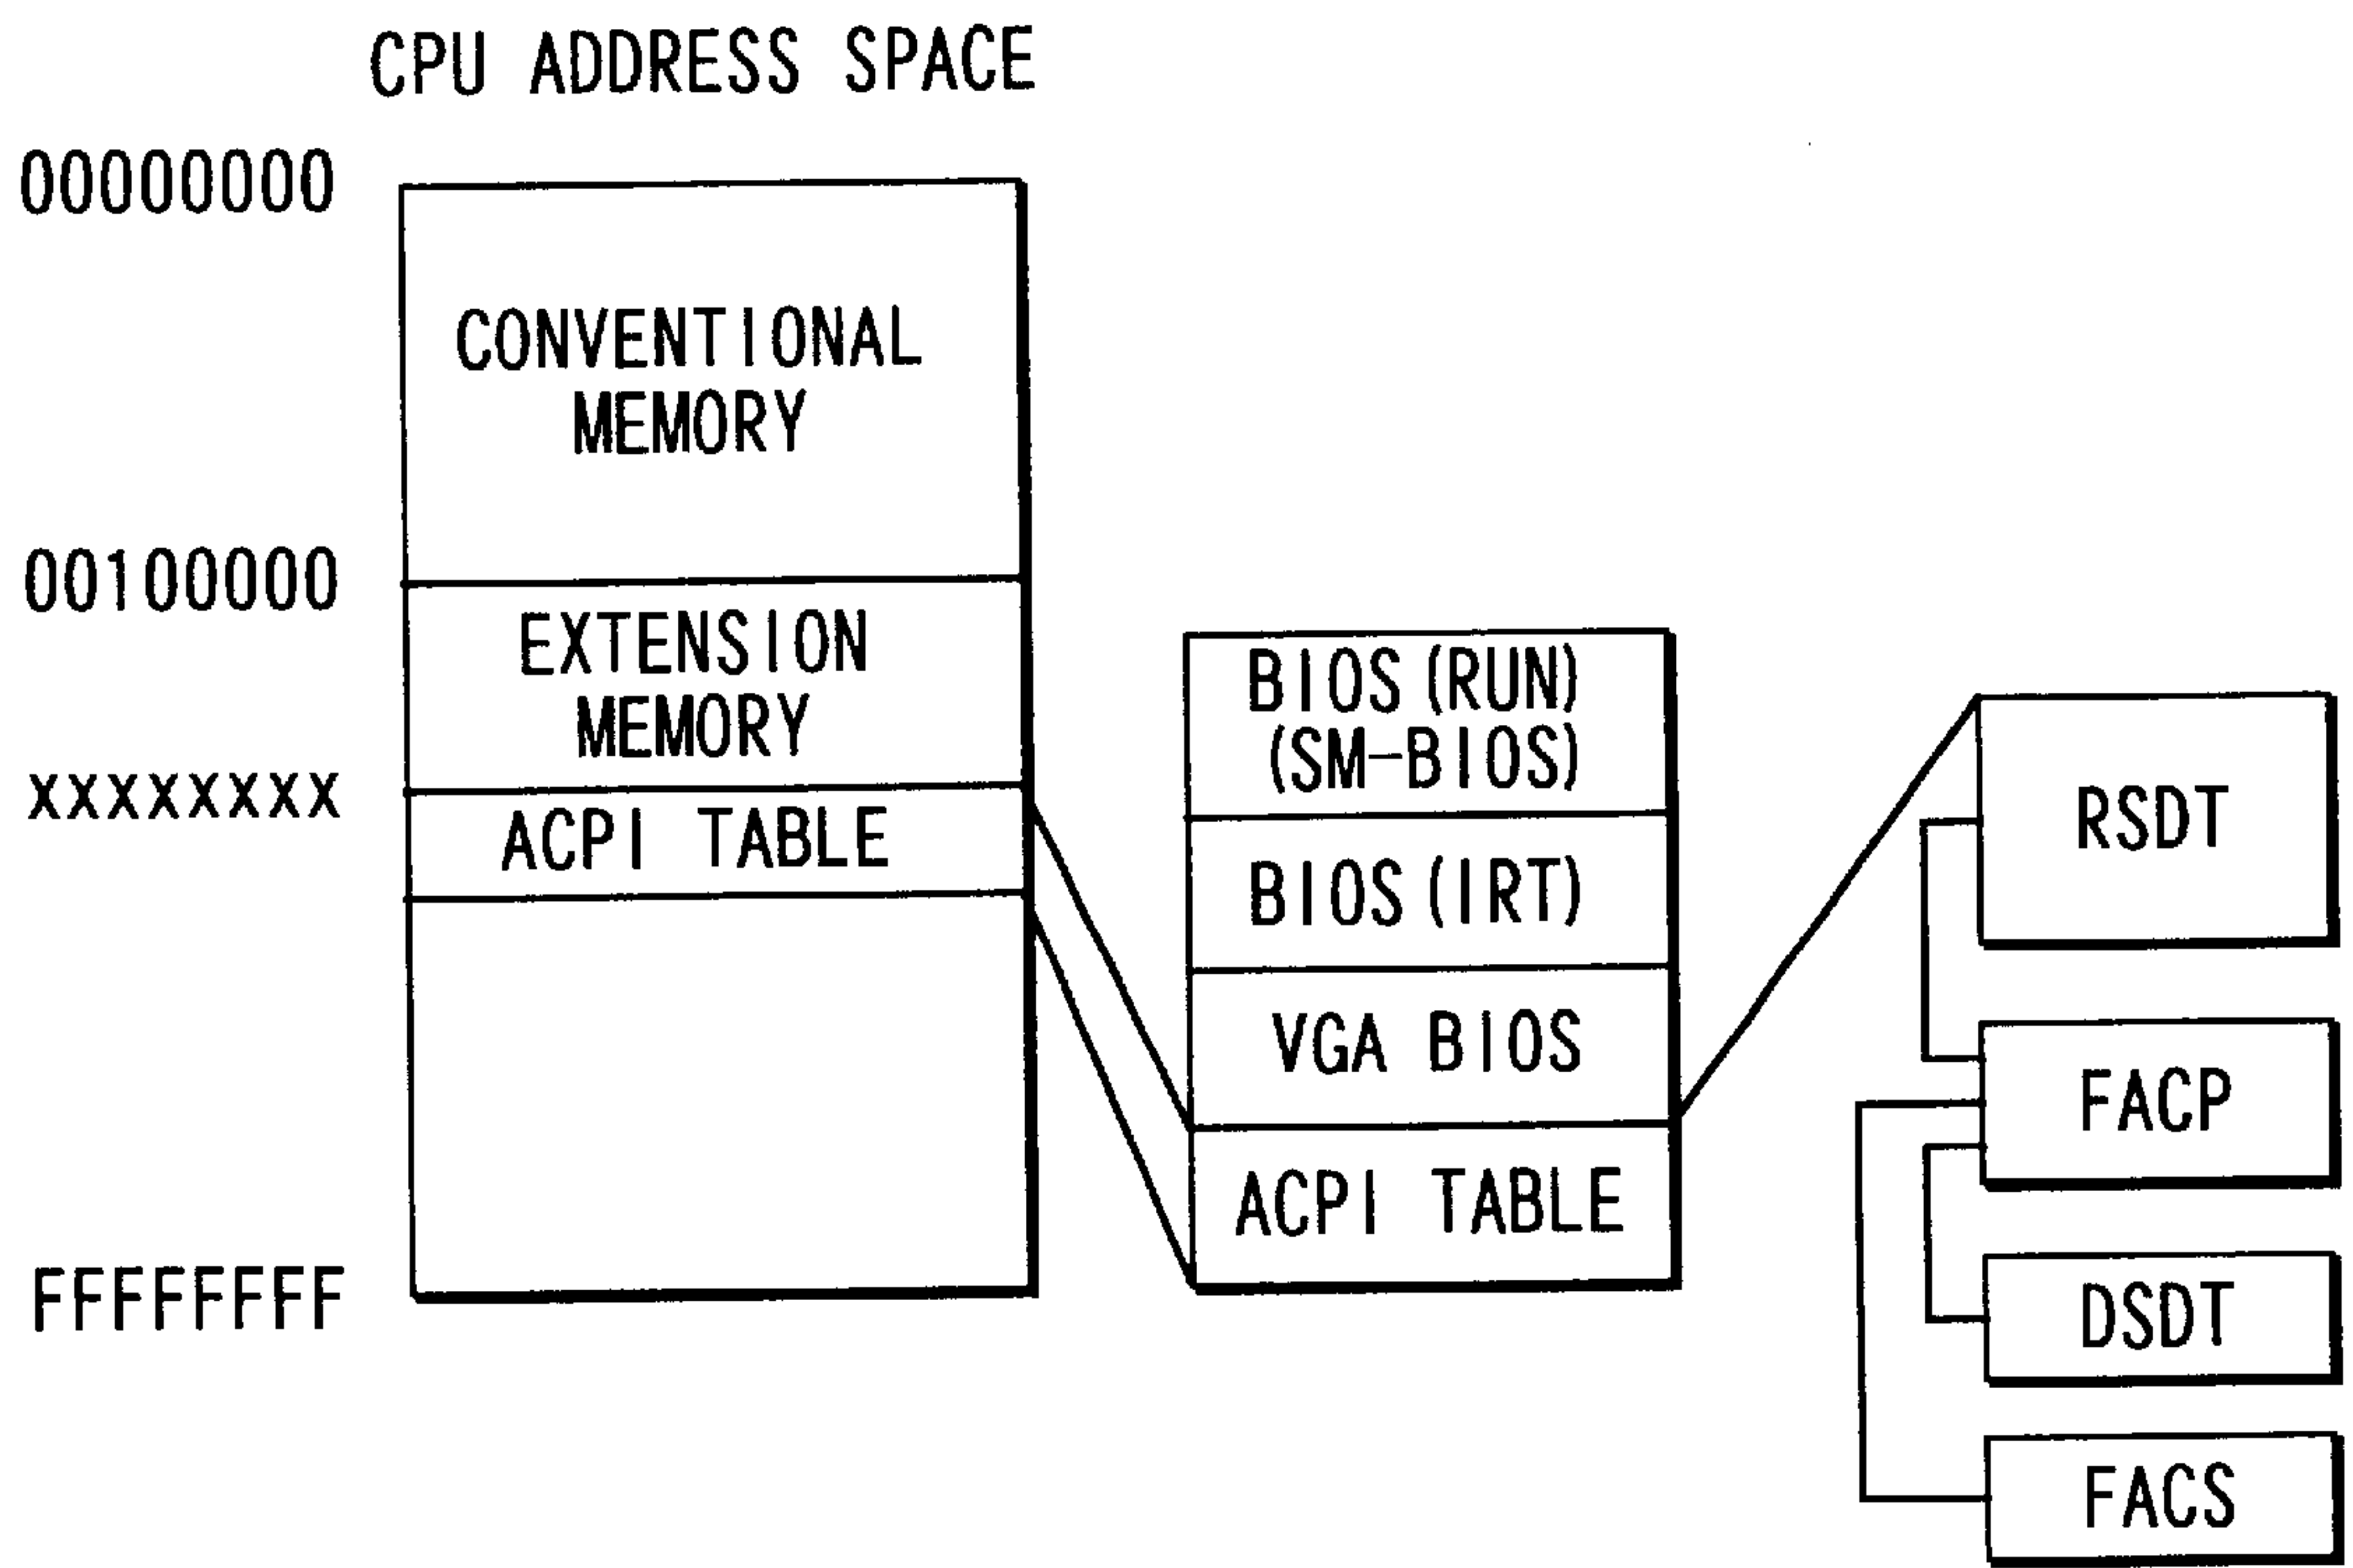 CPU ADDRESS SPACE
00000000
CONVENTIONAL
MEMORY
00100000
EXTENSION
MEMORY
XXXXXXXX
ACPI TABLE
FFFFFFFF
BIOS (RUN)
(SM-BIOS)
BIOS (IRT)
VGA BIOS
ACPI TABLE
RSDT
FACP
DSDT
FACS